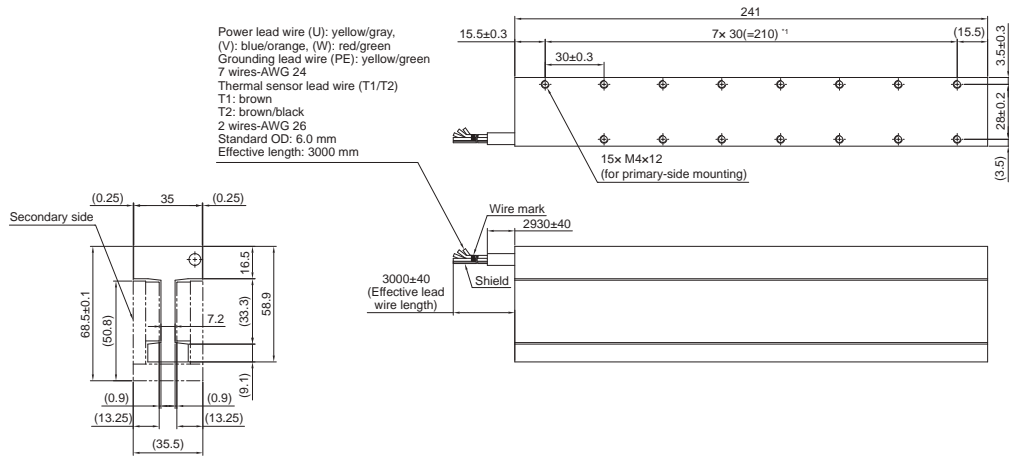 Power lead wire (U): yellow/gray,
(V): blue/orange, (W): red/green
Grounding lead wire (PE): yellow/green
7 wires-AWG 24
Thermal sensor lead wire (T1/T2)
T1: brown
T2: brown/black
2 wires-AWG 26
Standard OD: 6.0 mm
Effective length: 3000 mm
241
15.5±0.3
7× 30(=210) *1
(15.5)
30±0.3
3.5±0.3
28±0.2
(3.5)
15× M4×12
(for primary-side mounting)
(0.25)
35
(0.25)
Secondary side
16.5
68.5±0.1
(50.8)
7.2
(33.3)
58.9
(9.1)
(0.9)
(0.9)
(13.25)
(13.25)
(35.5)
Wire mark
2930±40
3000±40
(Effective lead
wire length)
Shield